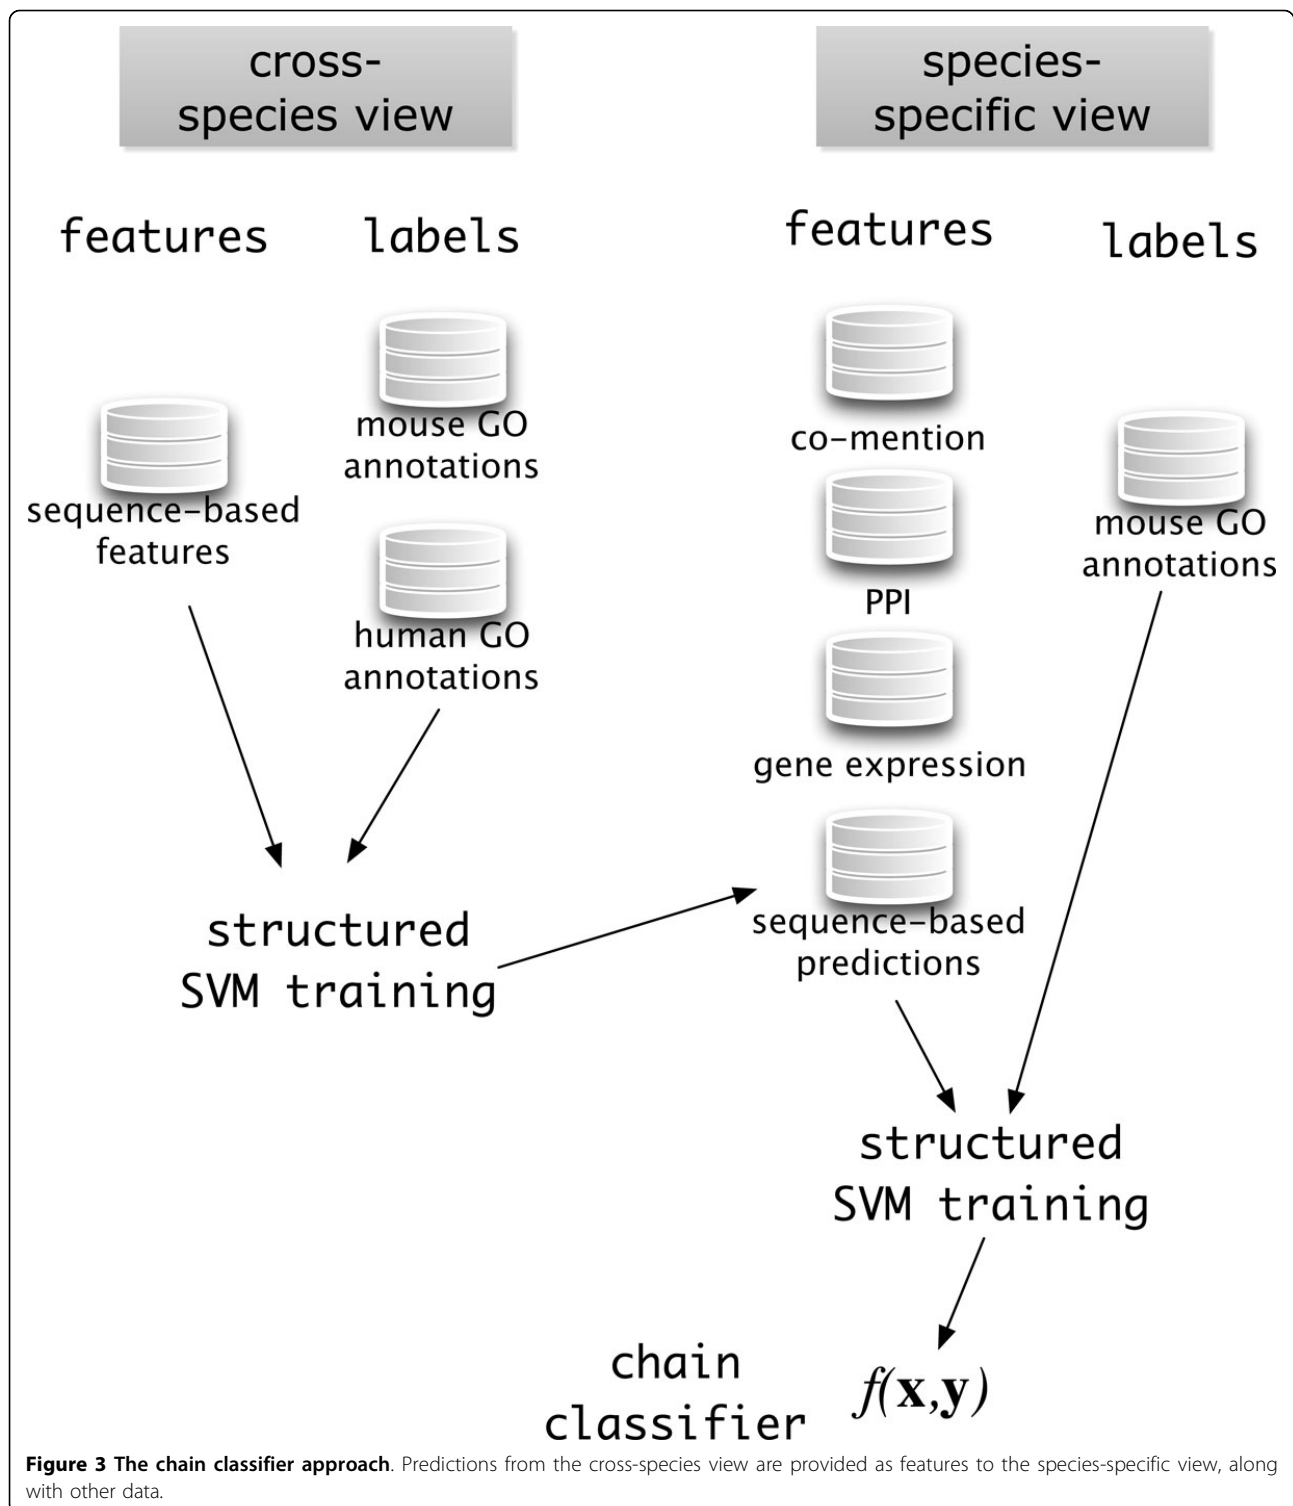 cross-
species view
features
labels
sequence-based
features
mouse GO
annotations
human GO
annotations
structured
SVM training
species-
specific view
features
labels
co-mention
PPI
gene expression
sequence-based
predictions
mouse GO
annotations
structured
SVM training
chain
classifier
f(x,y)
Figure 3 The chain classifier approach. Predictions from the cross-species view are provided as features to the species-specific view, along
with other data.